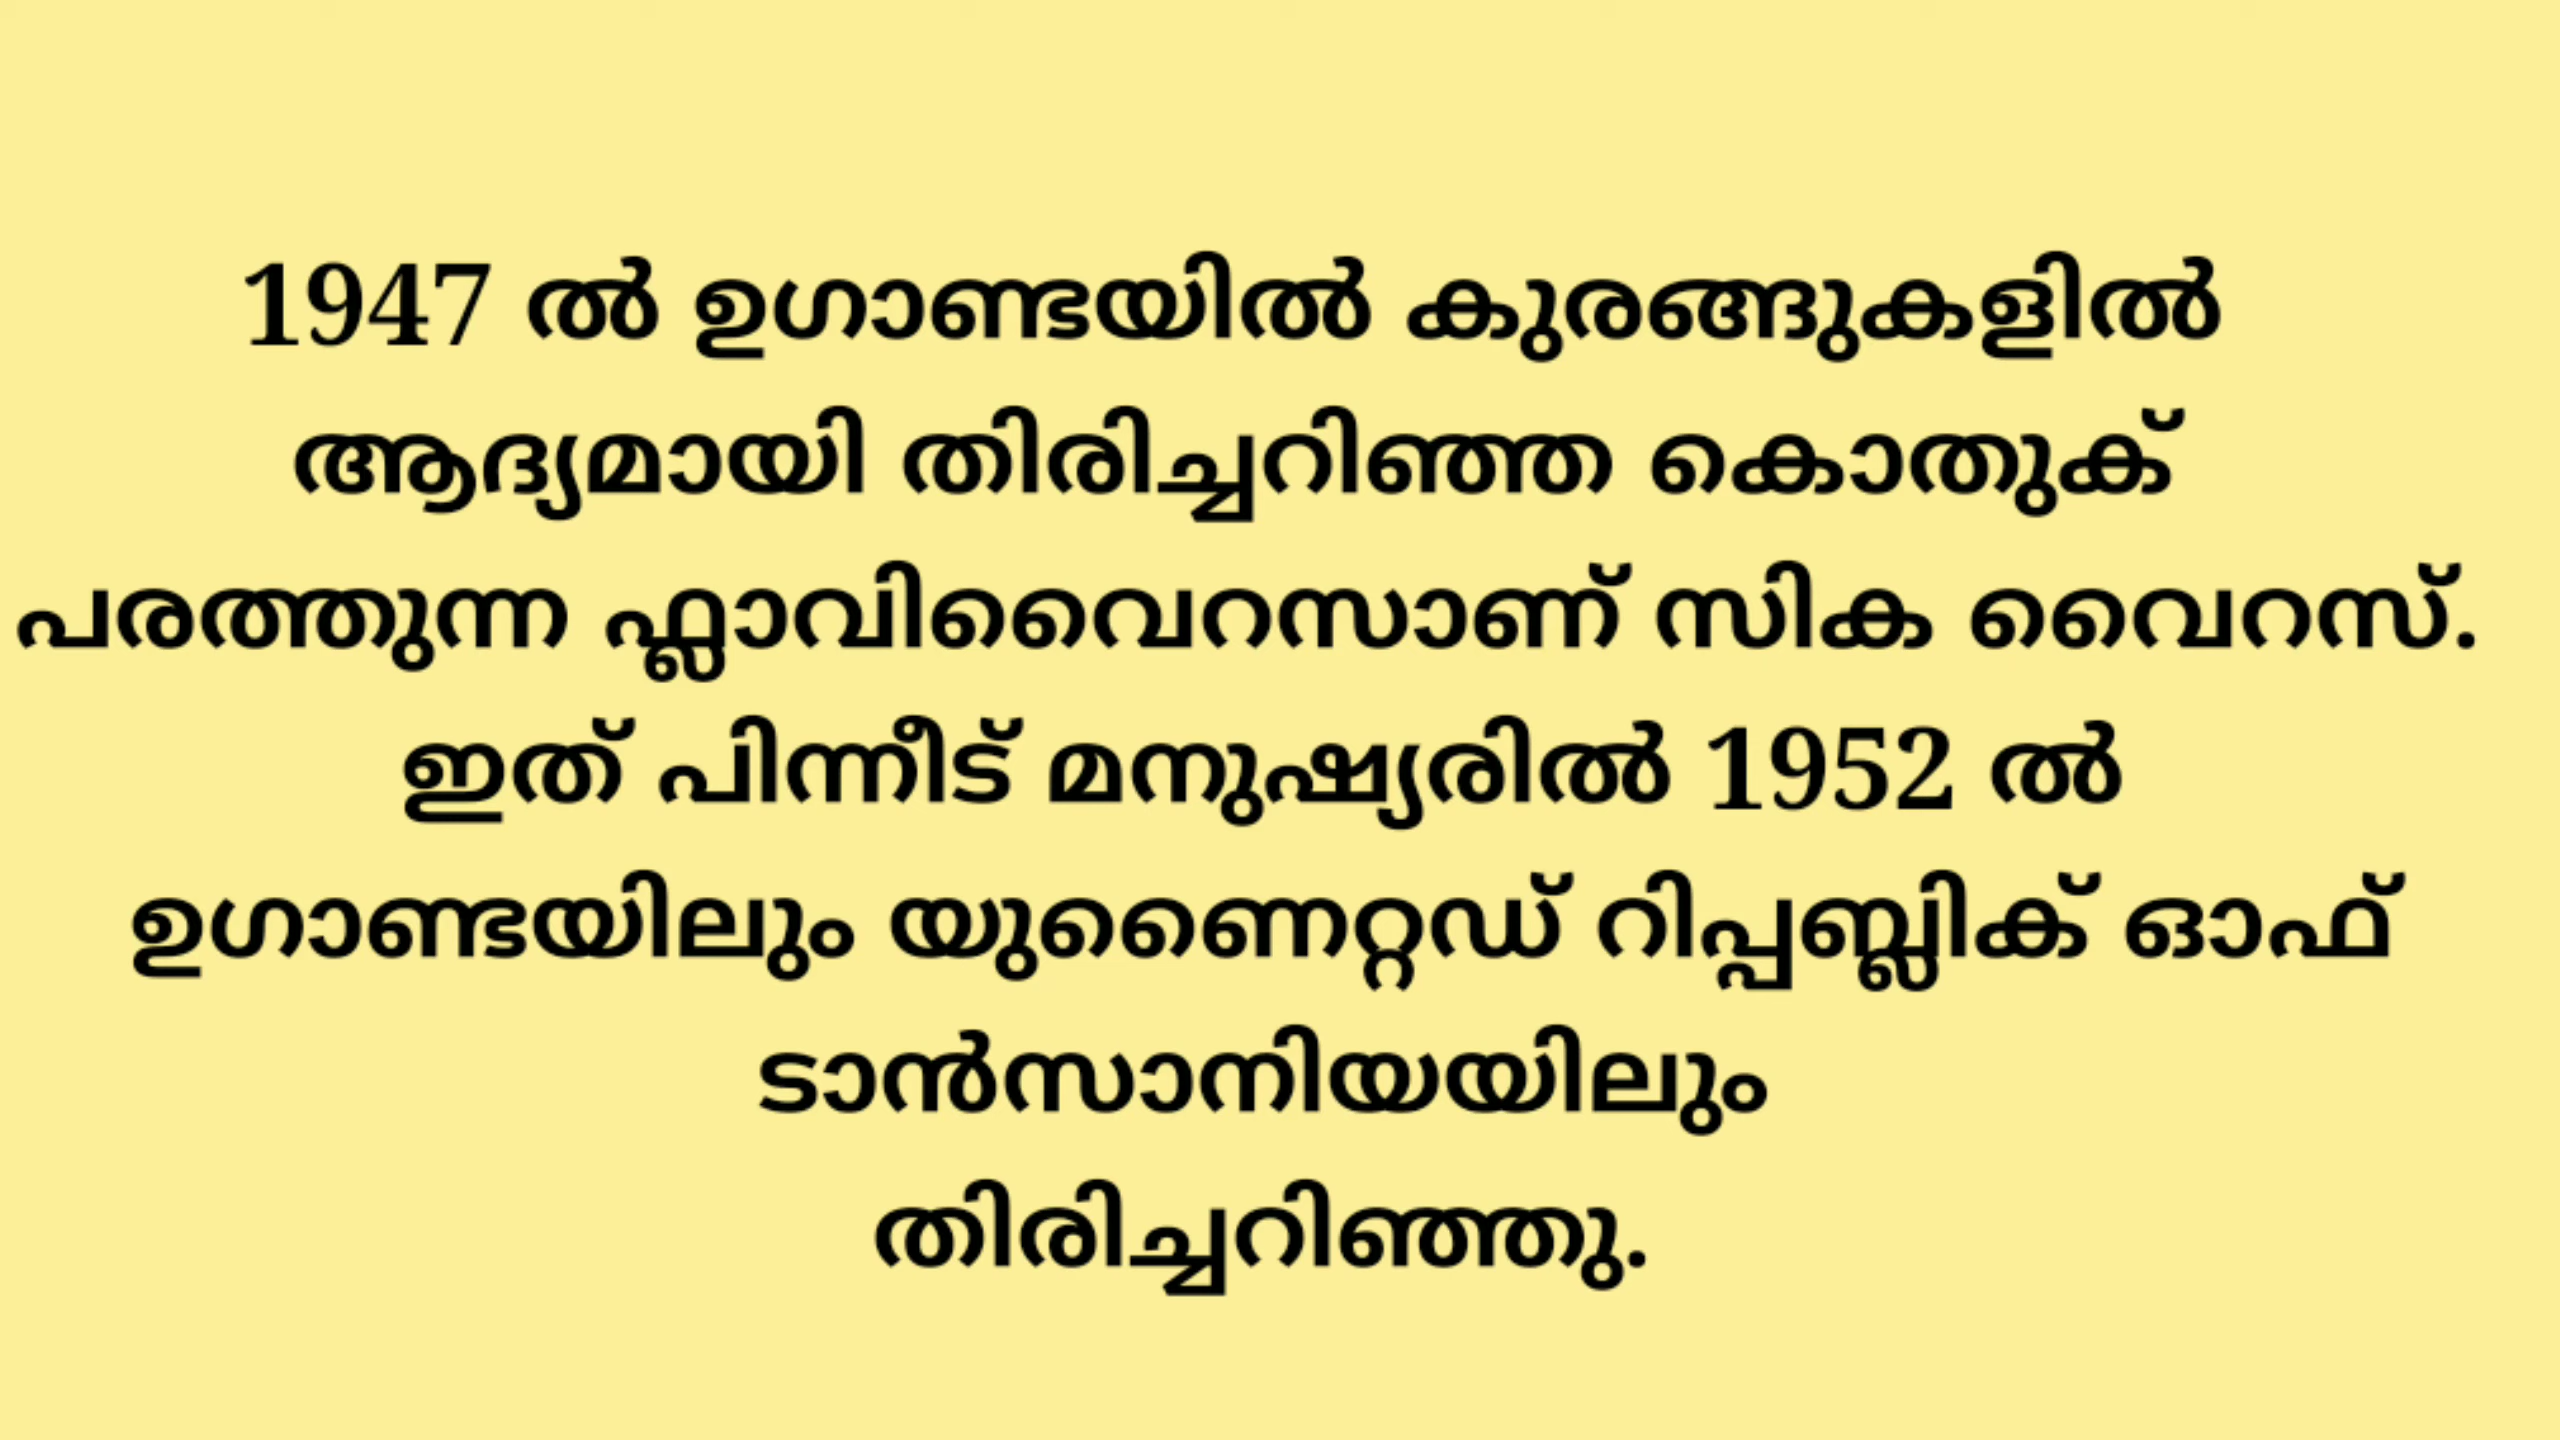 1947 ൽ ഉഗാണ്ടയിൽ കുരങ്ങുകളിൽ
ആദ്യമായി തിരിച്ചറിഞ്ഞ കൊതുക്
പരത്തുന്ന ഫ്ലാവിവൈറസാണ് സിക വൈറസ്.
ഇത് പിന്നീട് മനുഷ്യരിൽ 1952 ൽ
ഉഗാണ്ടയിലും യുണൈറ്റഡ് റിപ്പബ്ലിക് ഓഫ്
ടാൻസാനിയയിലും
തിരിച്ചറിഞ്ഞു.